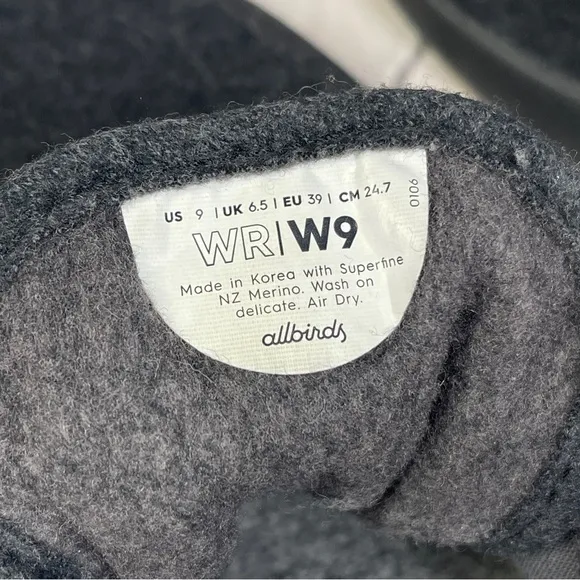 US 9 | UK 6.5 | EU 39 | CM 24.7
WR|W9
Made in Korea with Superfine
NZ Merino. Wash on
delicate. Air Dry.
allbirds
0106